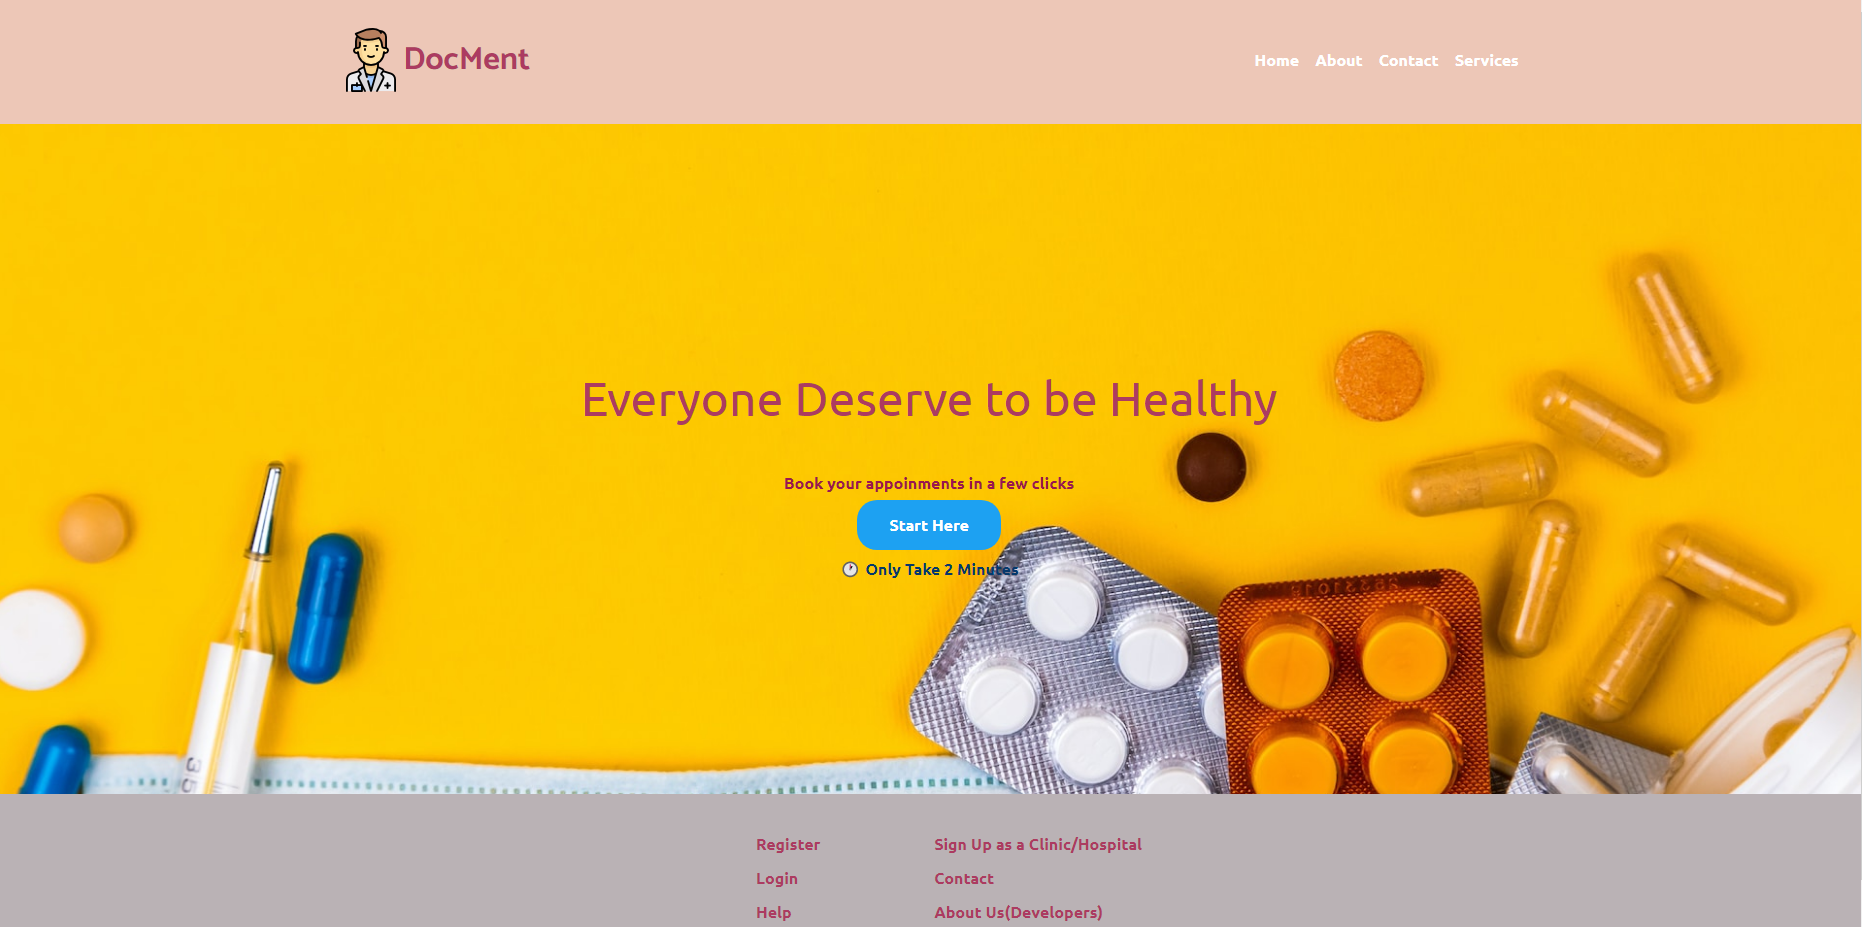 DocMent
Home About Contact Services
Everyone Deserve to be Healthy
Book your appoinments in a few clicks
Start Here
🕐 Only Take 2 Minutes
Register
Login
Help
Sign Up as a Clinic/Hospital
Contact
About Us(Developers)